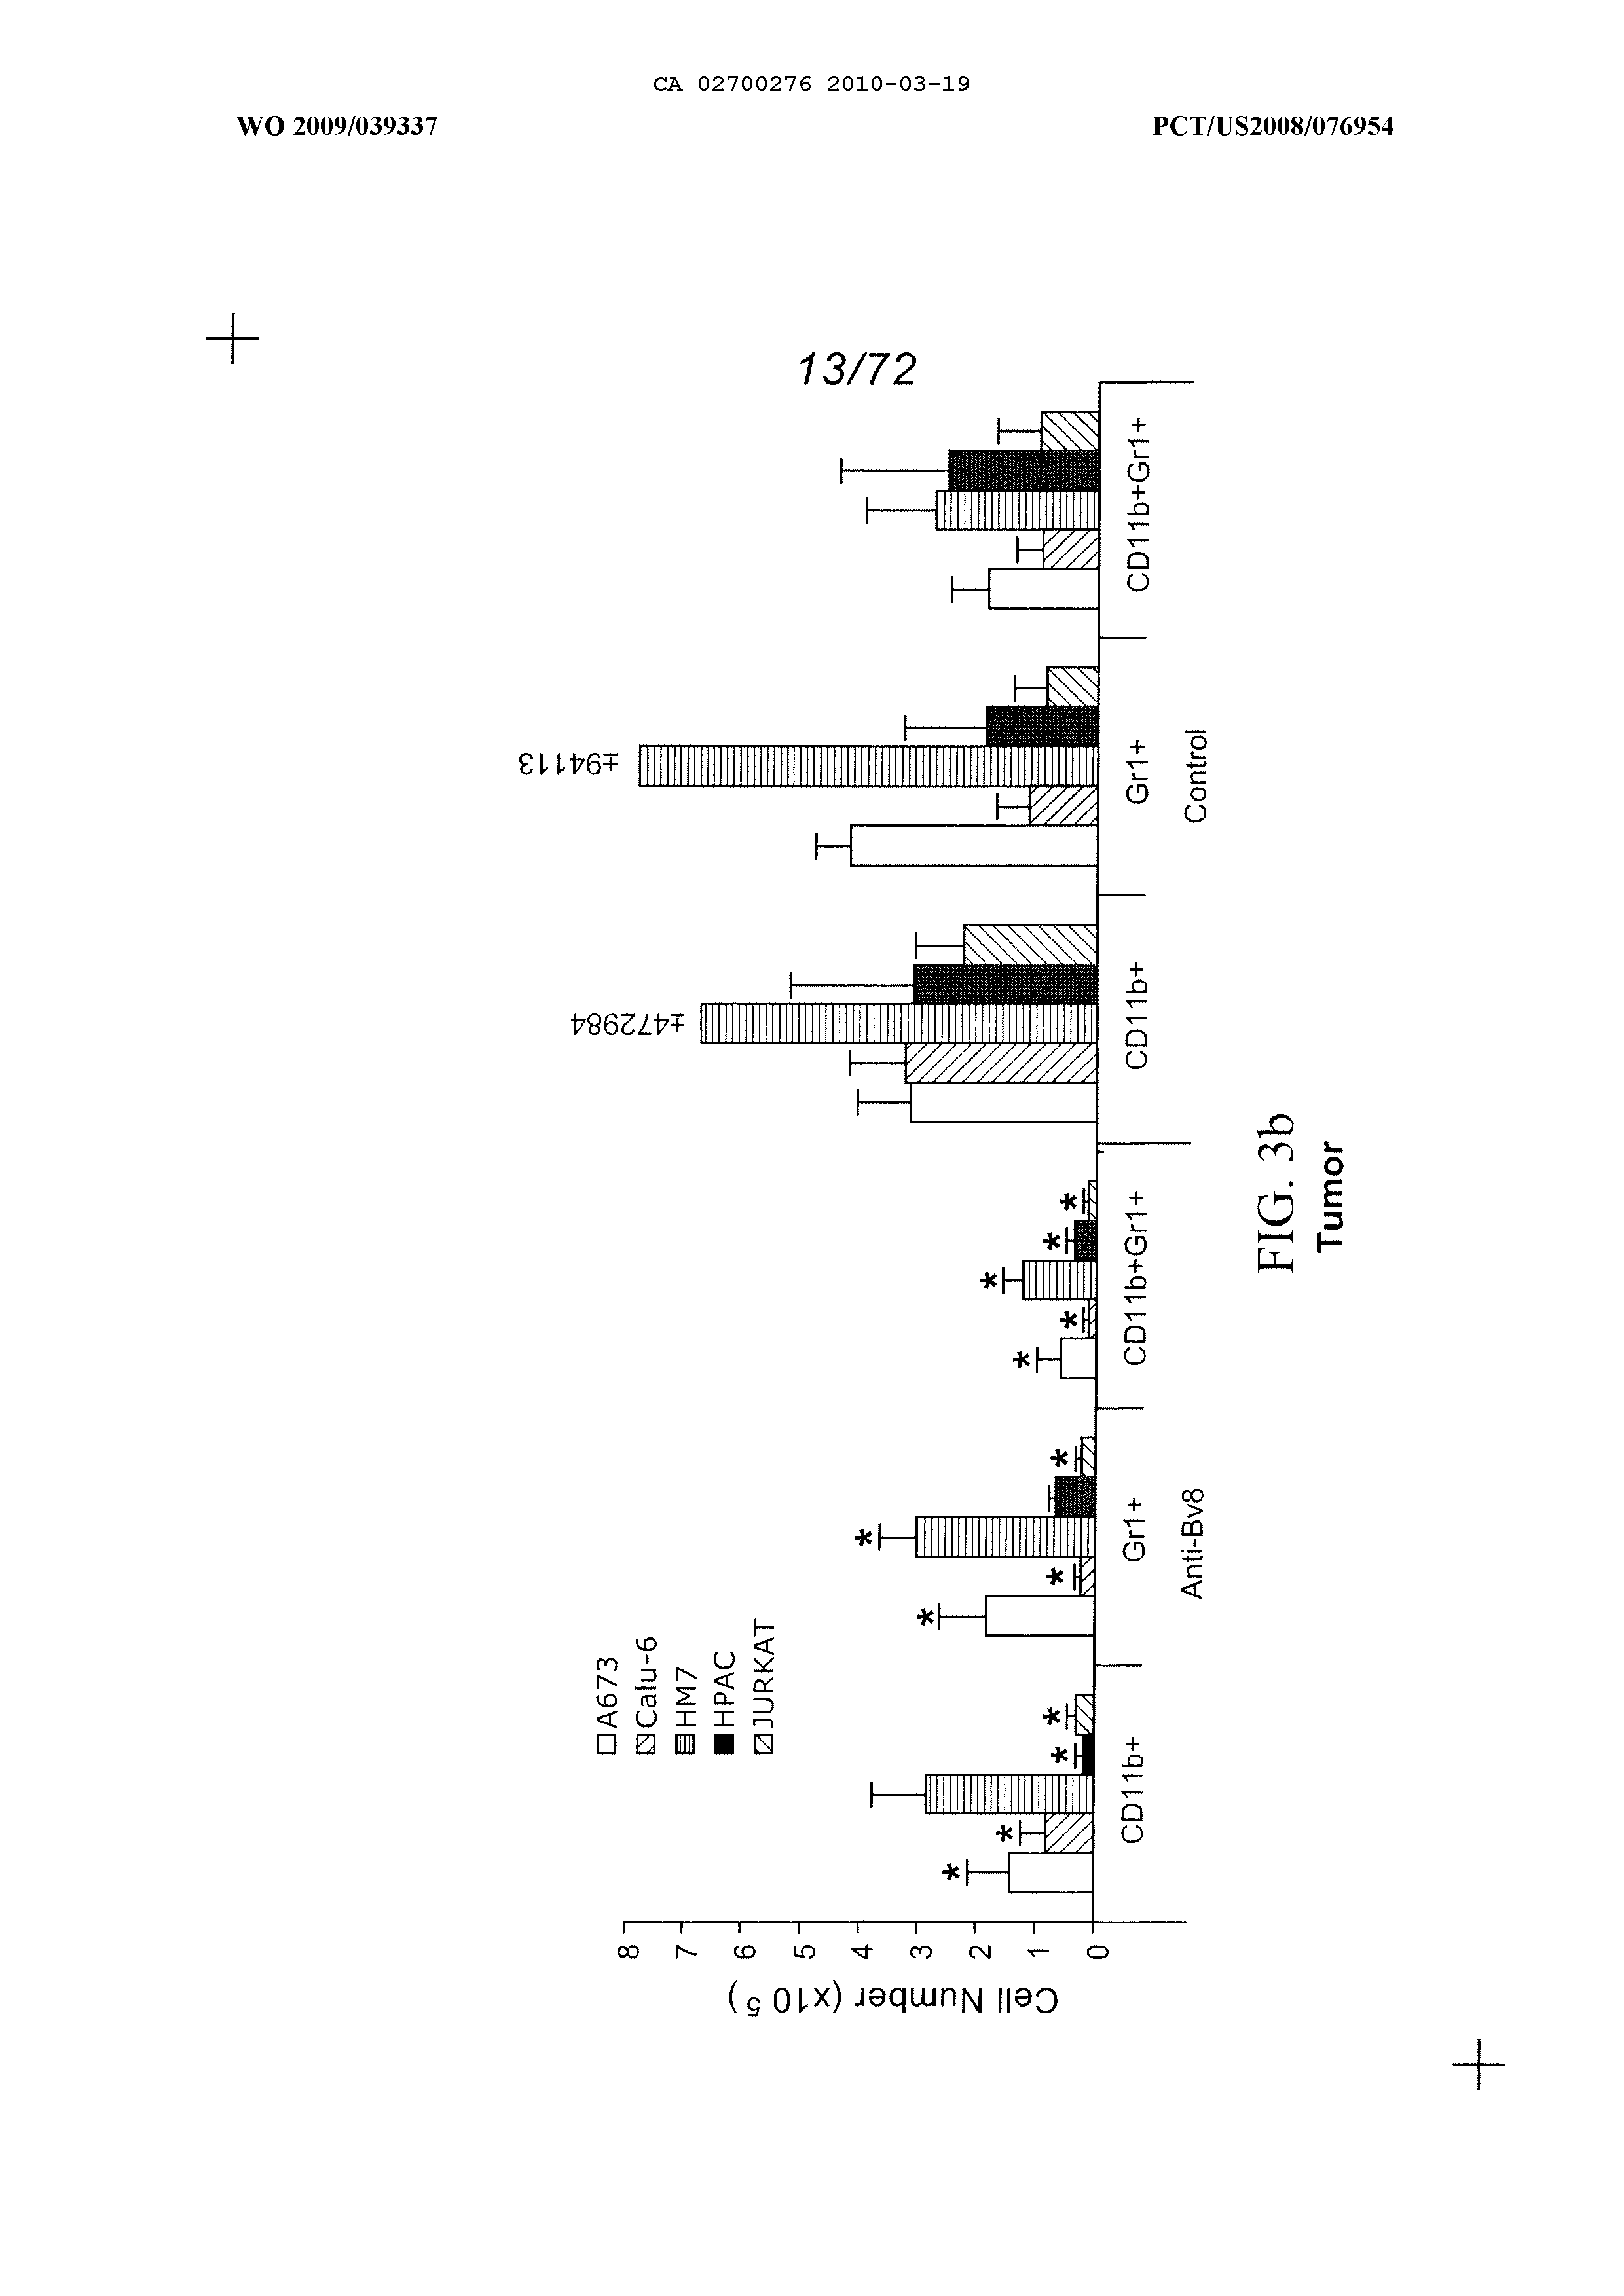 CA 02700276 2010-03-19
WO 2009/039337
PCT/US2008/076954
13/72
A673
Calu-6
HM7
HPAC
JURKAT
Cell Number (x10 5)
8
7
6
5
4
3
2
1
0
* * * *
* * * *
* * * * *
±472984
±94113
CD11b+
Gr1+
CD11b+Gr1+
CD11b+
Gr1+
CD11b+Gr1+
Anti-Bv8
Control
FIG. 3b
Tumor